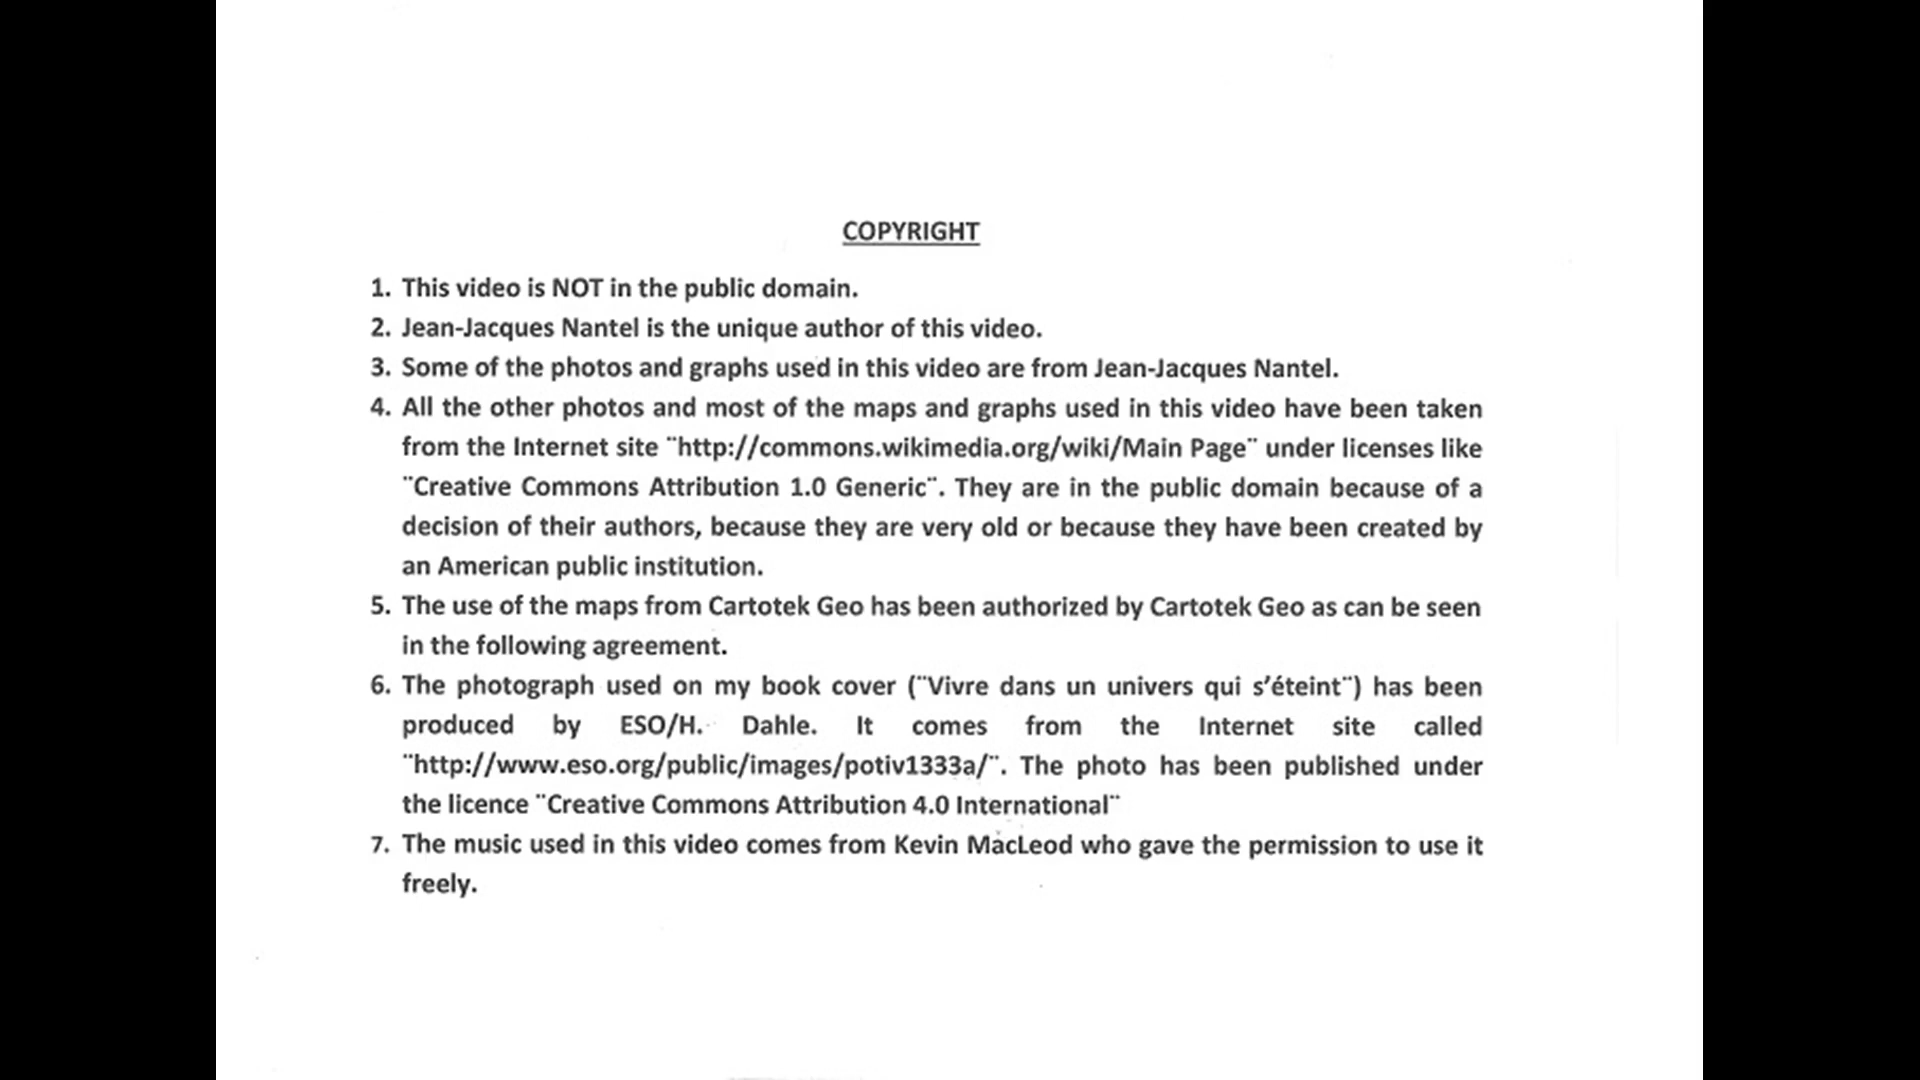 COPYRIGHT
1. This video is NOT in the public domain.
2. Jean-Jacques Nantel is the unique author of this video.
3. Some of the photos and graphs used in this video are from Jean-Jacques Nantel.
4. All the other photos and most of the maps and graphs used in this video have been taken
from the Internet site ¨http://commons.wikimedia.org/wiki/Main Page¨ under licenses like
¨Creative Commons Attribution 1.0 Generic¨. They are in the public domain because of a
decision of their authors, because they are very old or because they have been created by
an American public institution.
5. The use of the maps from Cartotek Geo has been authorized by Cartotek Geo as can be seen
in the following agreement.
6. The photograph used on my book cover (¨Vivre dans un univers qui s’éteint¨) has been
produced by ESO/H. Dahle. It comes from the Internet site called
¨http://www.eso.org/public/images/potiv1333a/¨. The photo has been published under
the licence ¨Creative Commons Attribution 4.0 International¨
7. The music used in this video comes from Kevin MacLeod who gave the permission to use it
freely.